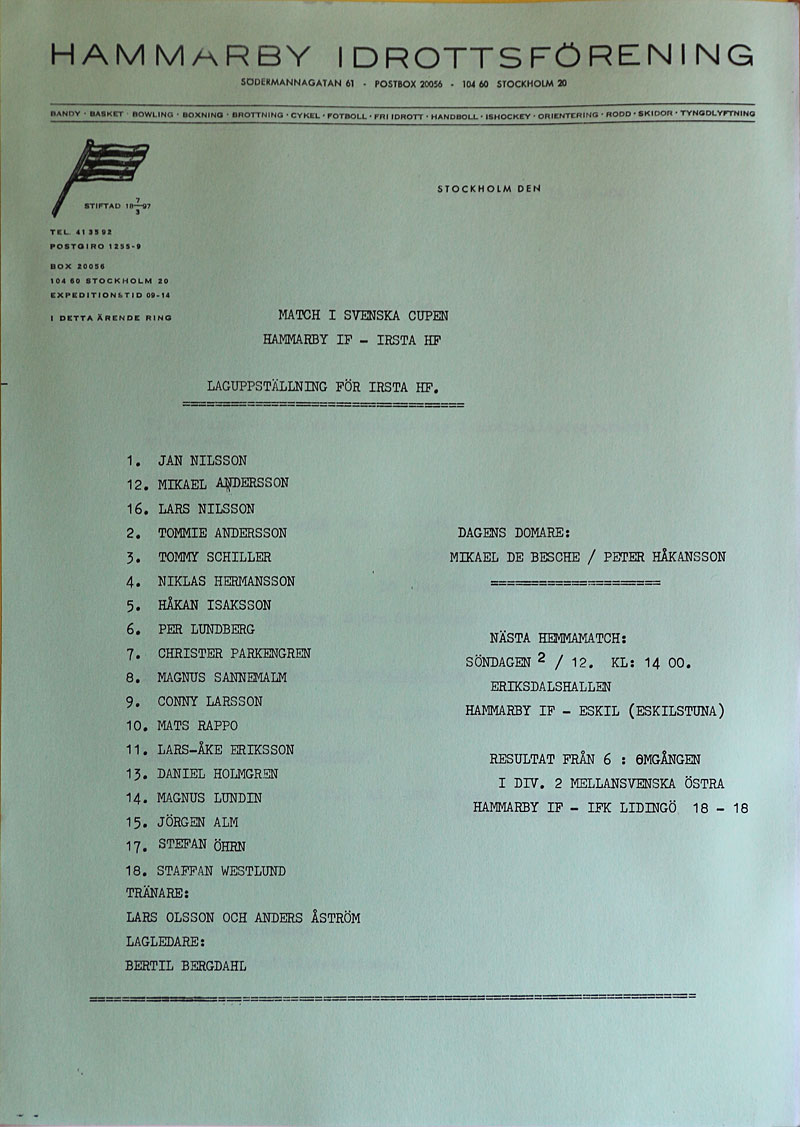 HAMMARBY IDROTTSFÖRENING
SÖDERMANNAGATAN 61 - POSTBOX 20056 - 104 60 STOCKHOLM 20
BANDY · BASKET · BOWLING · BOXNING · BROTTNING · CYKEL · FOTBOLL · FRI IDROTT · HANDBOLL · ISHOCKEY · ORIENTERING · RODD · SKIDOR · TYNGDLYFTNING
STOCKHOLM DEN
STIFTAD 18 7/3 97
TEL. 41 35 92
POSTGIRO 1255-9
BOX 20056
104 60 STOCKHOLM 20
EXPEDITIONSTID 09-14
I DETTA ÄRENDE RING
MATCH I SVENSKA CUPEN
HAMMARBY IF - IRSTA HF
LAGUPPSTÄLLNING FÖR IRSTA HF.
1. JAN NILSSON
12. MIKAEL ANDERSSON
16. LARS NILSSON
2. TOMMIE ANDERSSON
3. TOMMY SCHILLER
4. NIKLAS HERMANSSON
5. HÅKAN ISAKSSON
6. PER LUNDBERG
7. CHRISTER PARKENGREN
8. MAGNUS SANNEMALM
9. CONNY LARSSON
10. MATS RAPPO
11. LARS-ÅKE ERIKSSON
13. DANIEL HOLMGREN
14. MAGNUS LUNDIN
15. JÖRGEN ALM
17. STEFAN ÖHRN
18. STAFFAN WESTLUND
TRÄNARE:
LARS OLSSON OCH ANDERS ÅSTRÖM
LAGLEDARE:
BERTIL BERGDAHL
DAGENS DOMARE:
MIKAEL DE BESCHE / PETER HÅKANSSON
NÄSTA HEMMAMATCH:
SÖNDAGEN 2 / 12. KL: 14 00.
ERIKSDALSHALLEN
HAMMARBY IF - ESKIL (ESKILSTUNA)
RESULTAT FRÅN 6 : OMGÅNGEN
I DIV. 2 MELLANSVENSKA ÖSTRA
HAMMARBY IF - IFK LIDINGÖ 18 - 18